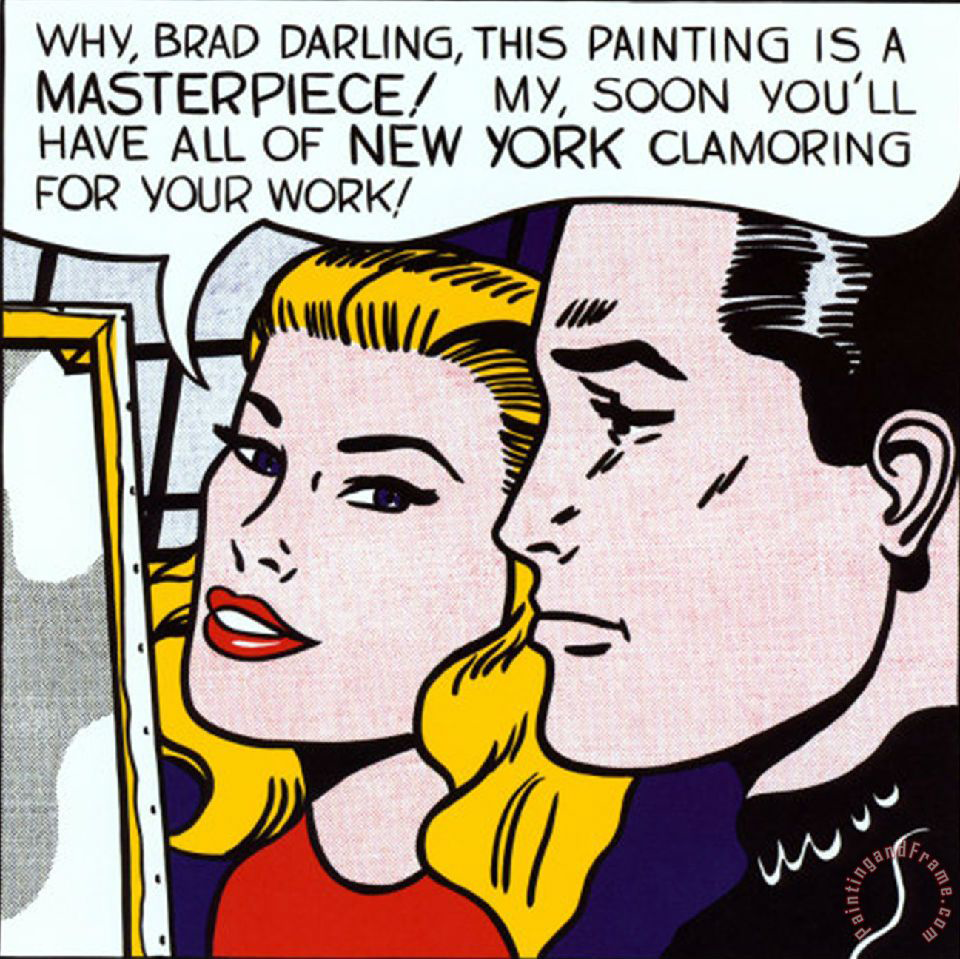 WHY, BRAD DARLING, THIS PAINTING IS A
MASTERPIECE! MY, SOON YOU'LL
HAVE ALL OF NEW YORK CLAMORING
FOR YOUR WORK!
PaintingandFrame.com